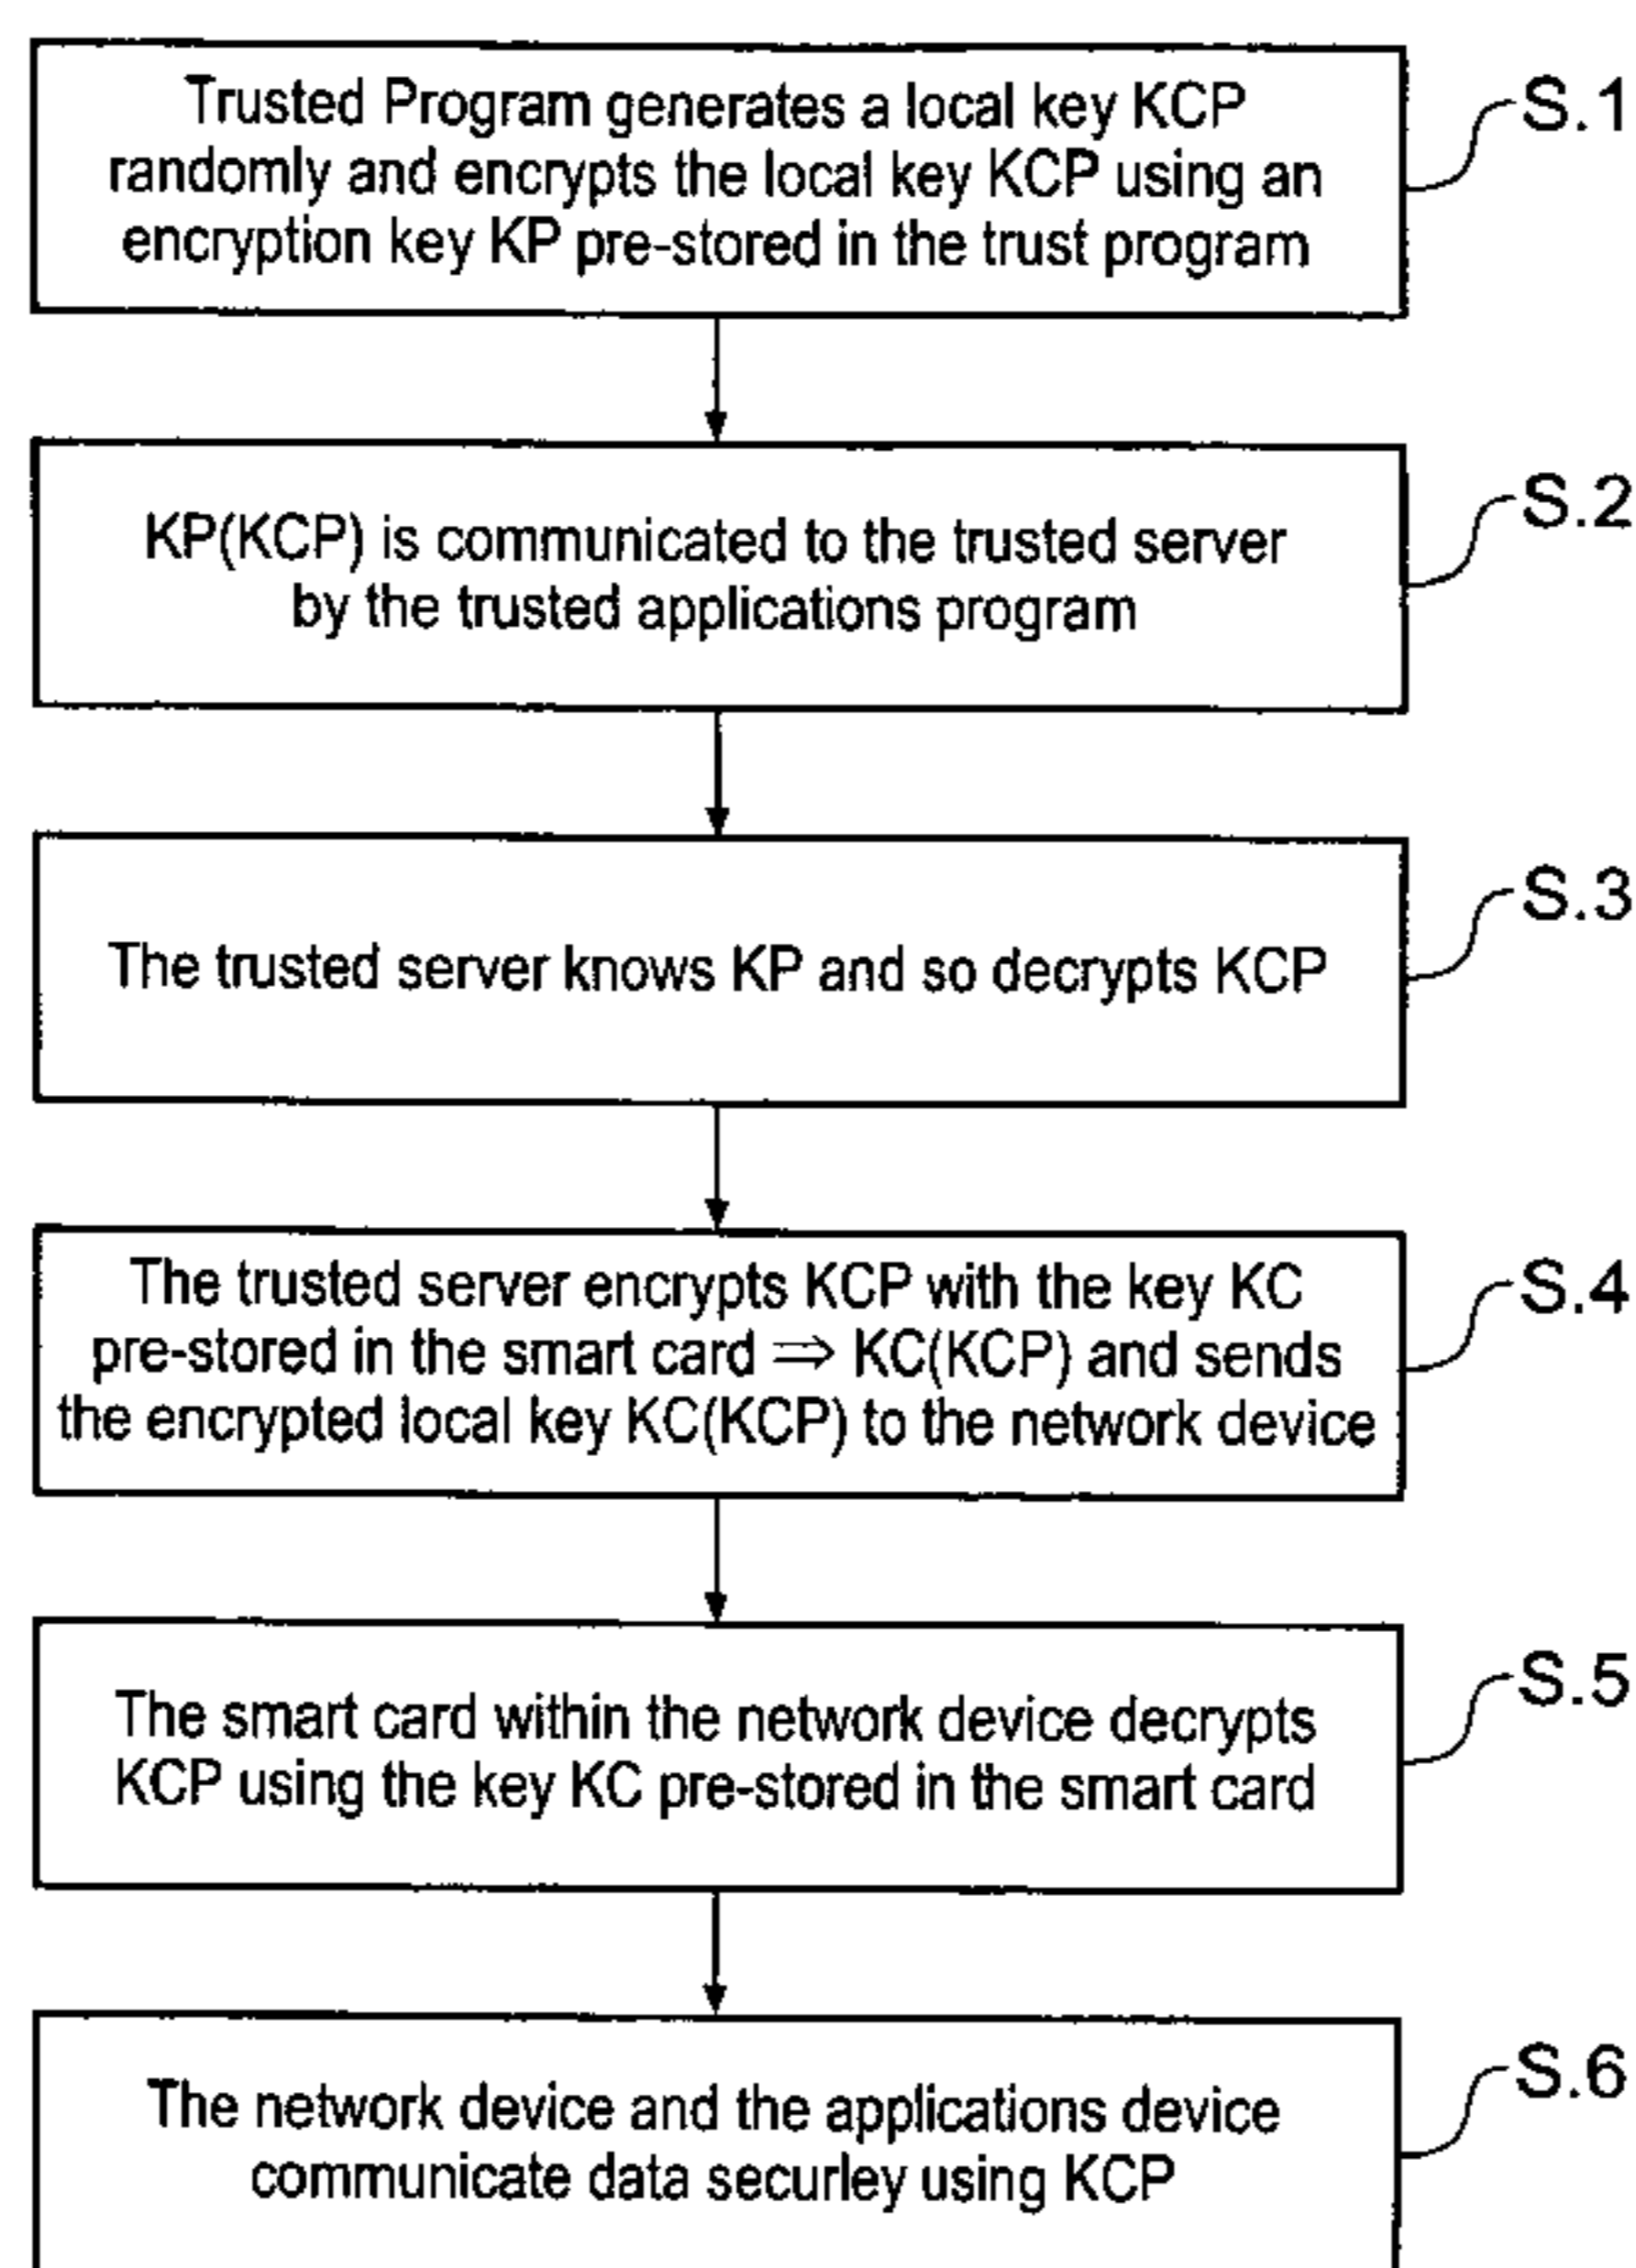 Trusted Program generates a local key KCP
randomly and encrypts the local key KCP using an
encryption key KP pre-stored in the trust program
S.1
KP(KCP) is communicated to the trusted server
by the trusted applications program
S.2
The trusted server knows KP and so decrypts KCP
S.3
The trusted server encrypts KCP with the key KC
pre-stored in the smart card ⇒ KC(KCP) and sends
the encrypted local key KC(KCP) to the network device
S.4
The smart card within the network device decrypts
KCP using the key KC pre-stored in the smart card
S.5
The network device and the applications device
communicate data securley using KCP
S.6